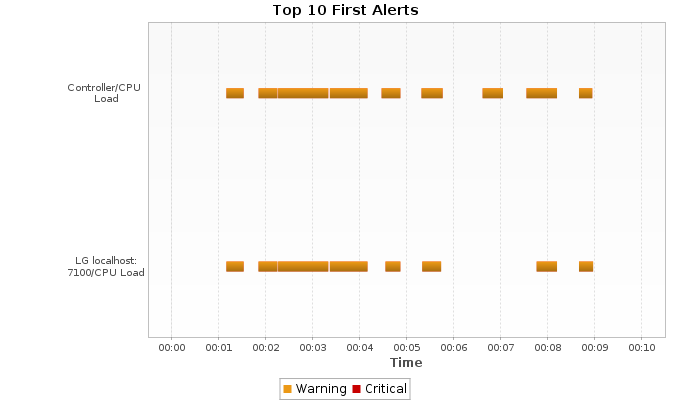 Top 10 First Alerts
Controller/CPU
Load
LG localhost:
7100/CPU Load
00:00 00:01 00:02 00:03 00:04 00:05 00:06 00:07 00:08 00:09 00:10
Time
Warning Critical